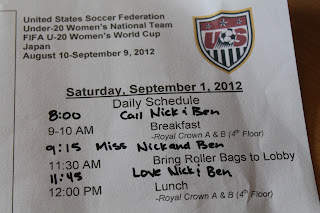 United States Soccer Federation
Under-20 Women's National Team
FIFA U-20 Women's World Cup
Japan
August 10-September 9, 2012
Saturday, September 1, 2012
Daily Schedule
8:00 Call Nick & Ben
9-10 AM Breakfast
-Royal Crown A & B (4th Floor)
9:15 Miss Nick and Ben
11:30 AM Bring Roller Bags to Lobby
11:45 Love Nick & Ben
12:00 PM Lunch
-Royal Crown A & B (4th Floor)